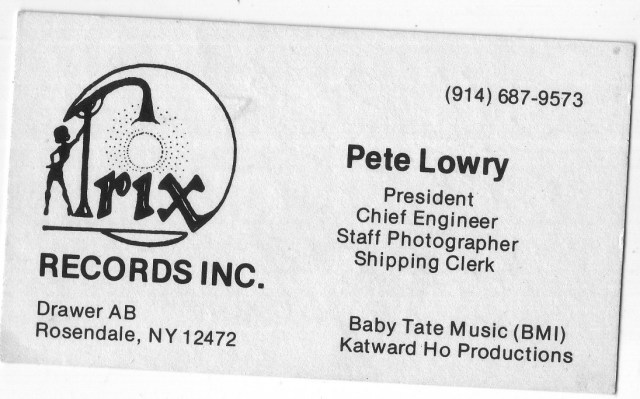 (914) 687-9573
Trix
RECORDS INC.
Drawer AB
Rosendale, NY 12472
Pete Lowry
President
Chief Engineer
Staff Photographer
Shipping Clerk
Baby Tate Music (BMI)
Katward Ho Productions